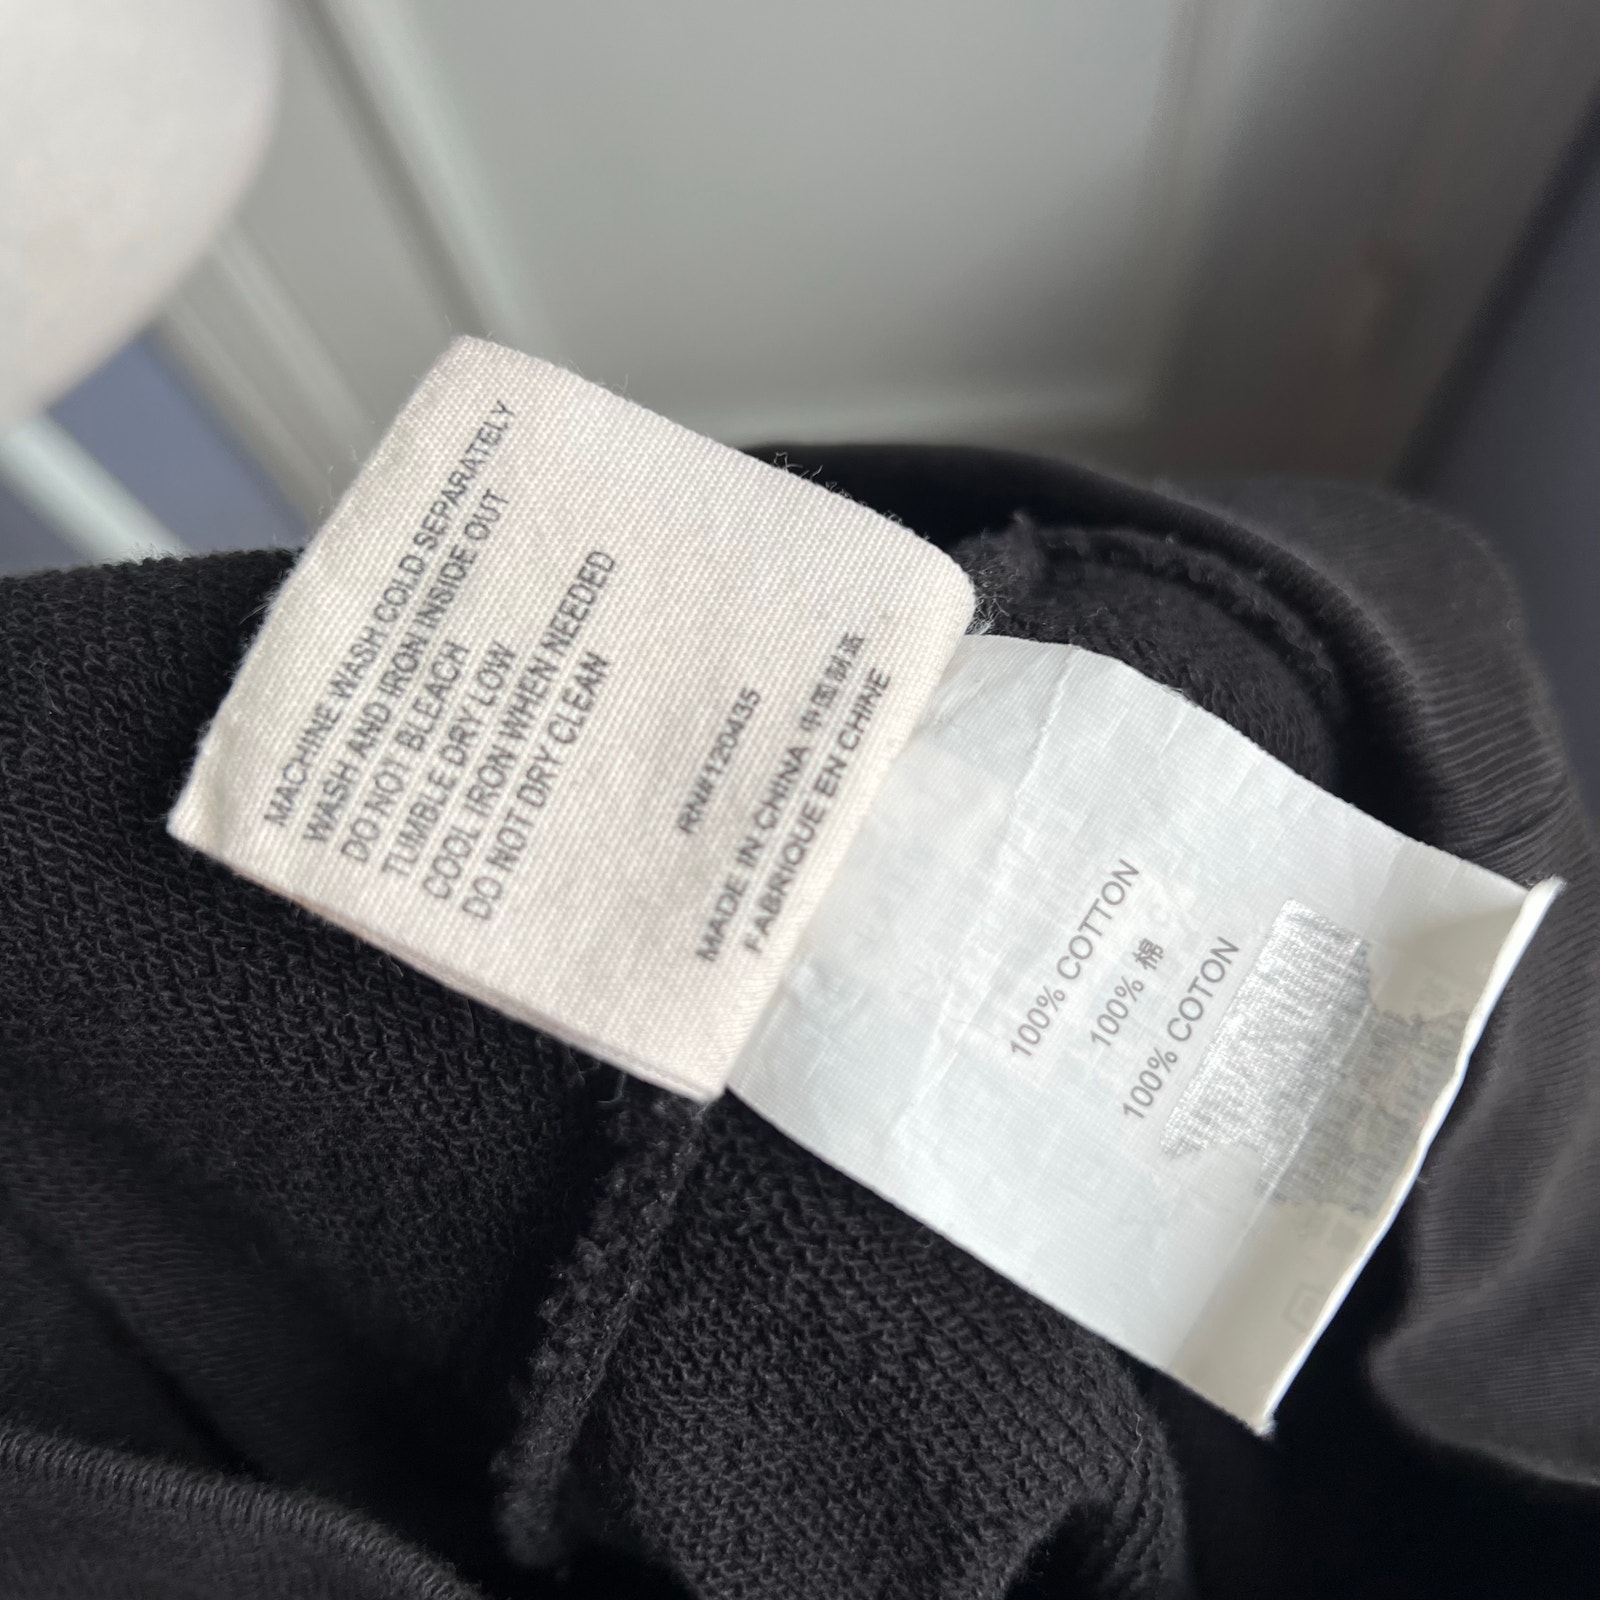 MACHINE WASH COLD SEPARATELY
WASH AND IRON INSIDE OUT
DO NOT BLEACH
TUMBLE DRY LOW
COOL IRON WHEN NEEDED
DO NOT DRY CLEAN
RN#120435
MADE IN CHINA 中国制造
FABRIQUE EN CHINE
100% COTTON
100% 棉
100% COTON